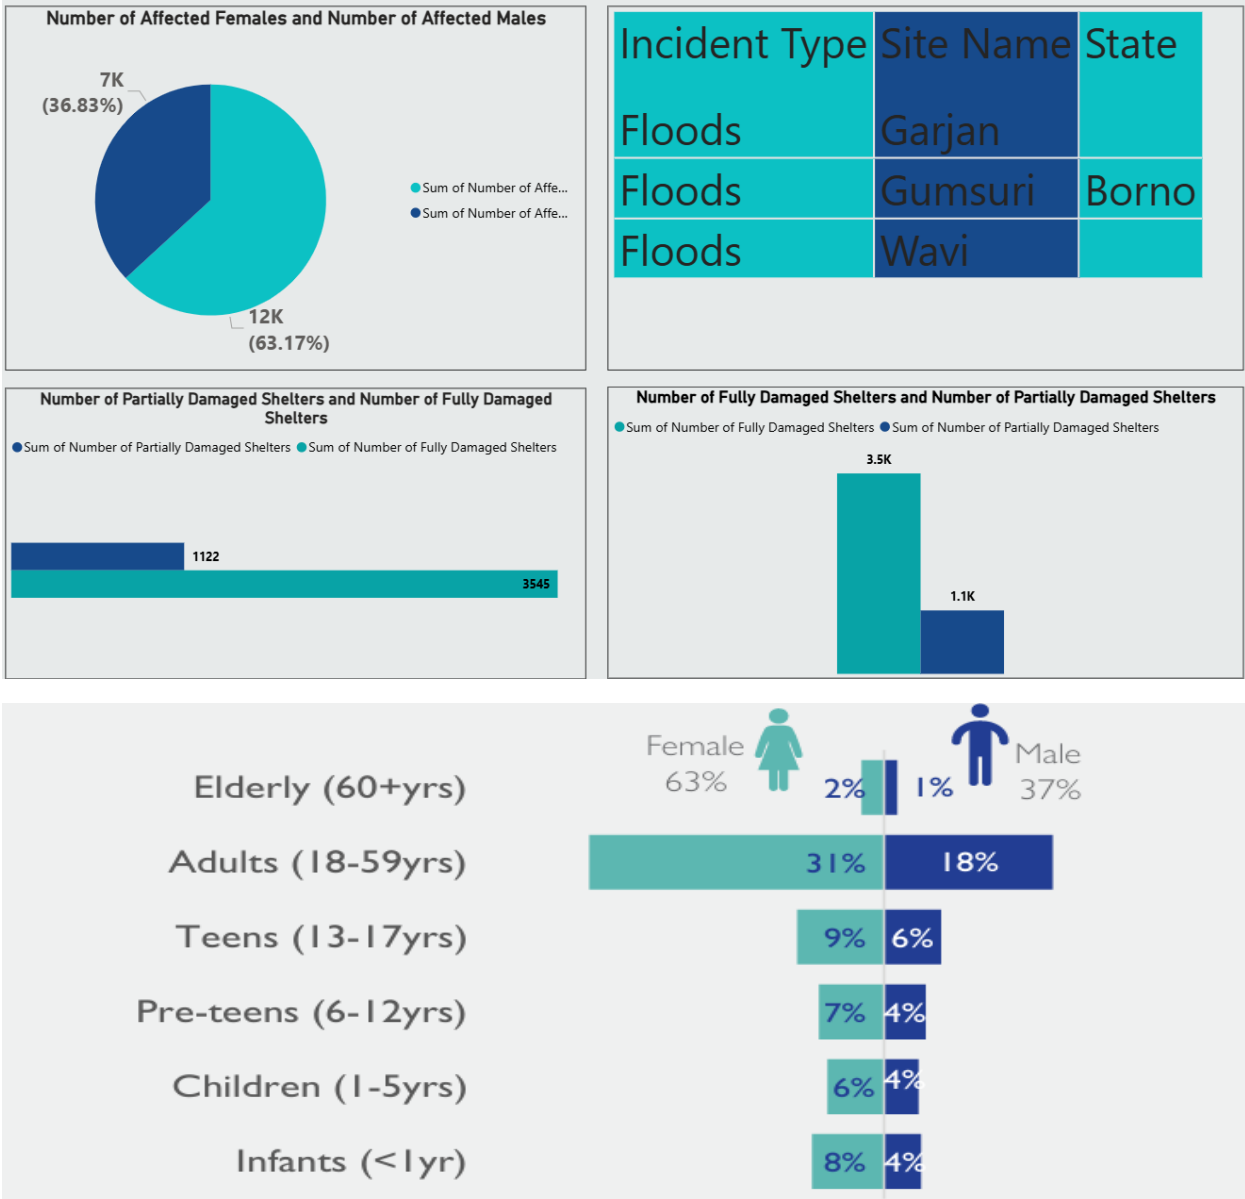 Number of Affected Females and Number of Affected Males
7K
(36.83%)
Sum of Number of Affe...
Sum of Number of Affe...
12K
(63.17%)
Incident Type Site Name State
Floods Garjan
Floods Gumsuri Borno
Floods Wavi
Number of Partially Damaged Shelters and Number of Fully Damaged
Shelters
Sum of Number of Partially Damaged Shelters Sum of Number of Fully Damaged Shelters
1122
3545
Number of Fully Damaged Shelters and Number of Partially Damaged Shelters
Sum of Number of Fully Damaged Shelters Sum of Number of Partially Damaged Shelters
3.5K
1.1K
Female
63%
Male
37%
Elderly (60+yrs) 2% 1%
Adults (18-59yrs) 31% 18%
Teens (13-17yrs) 9% 6%
Pre-teens (6-12yrs) 7% 4%
Children (1-5yrs) 6% 4%
Infants (<1yr) 8% 4%